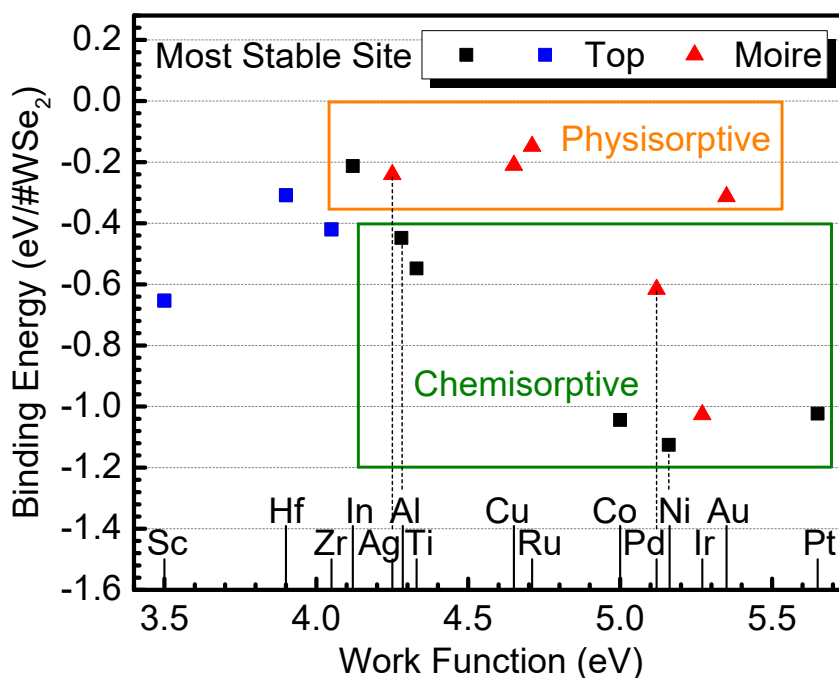 Most Stable Site Top Moire
Physisorptive
Chemisorptive
0.2
0.0
-0.2
-0.4
-0.6
-0.8
-1.0
-1.2
-1.4
-1.6
Binding Energy (eV/#WSe₂)
Hf In Al Cu Co Ni Au
Sc Zr Ag Ti Ru Pd Ir Pt
3.5 4.0 4.5 5.0 5.5
Work Function (eV)